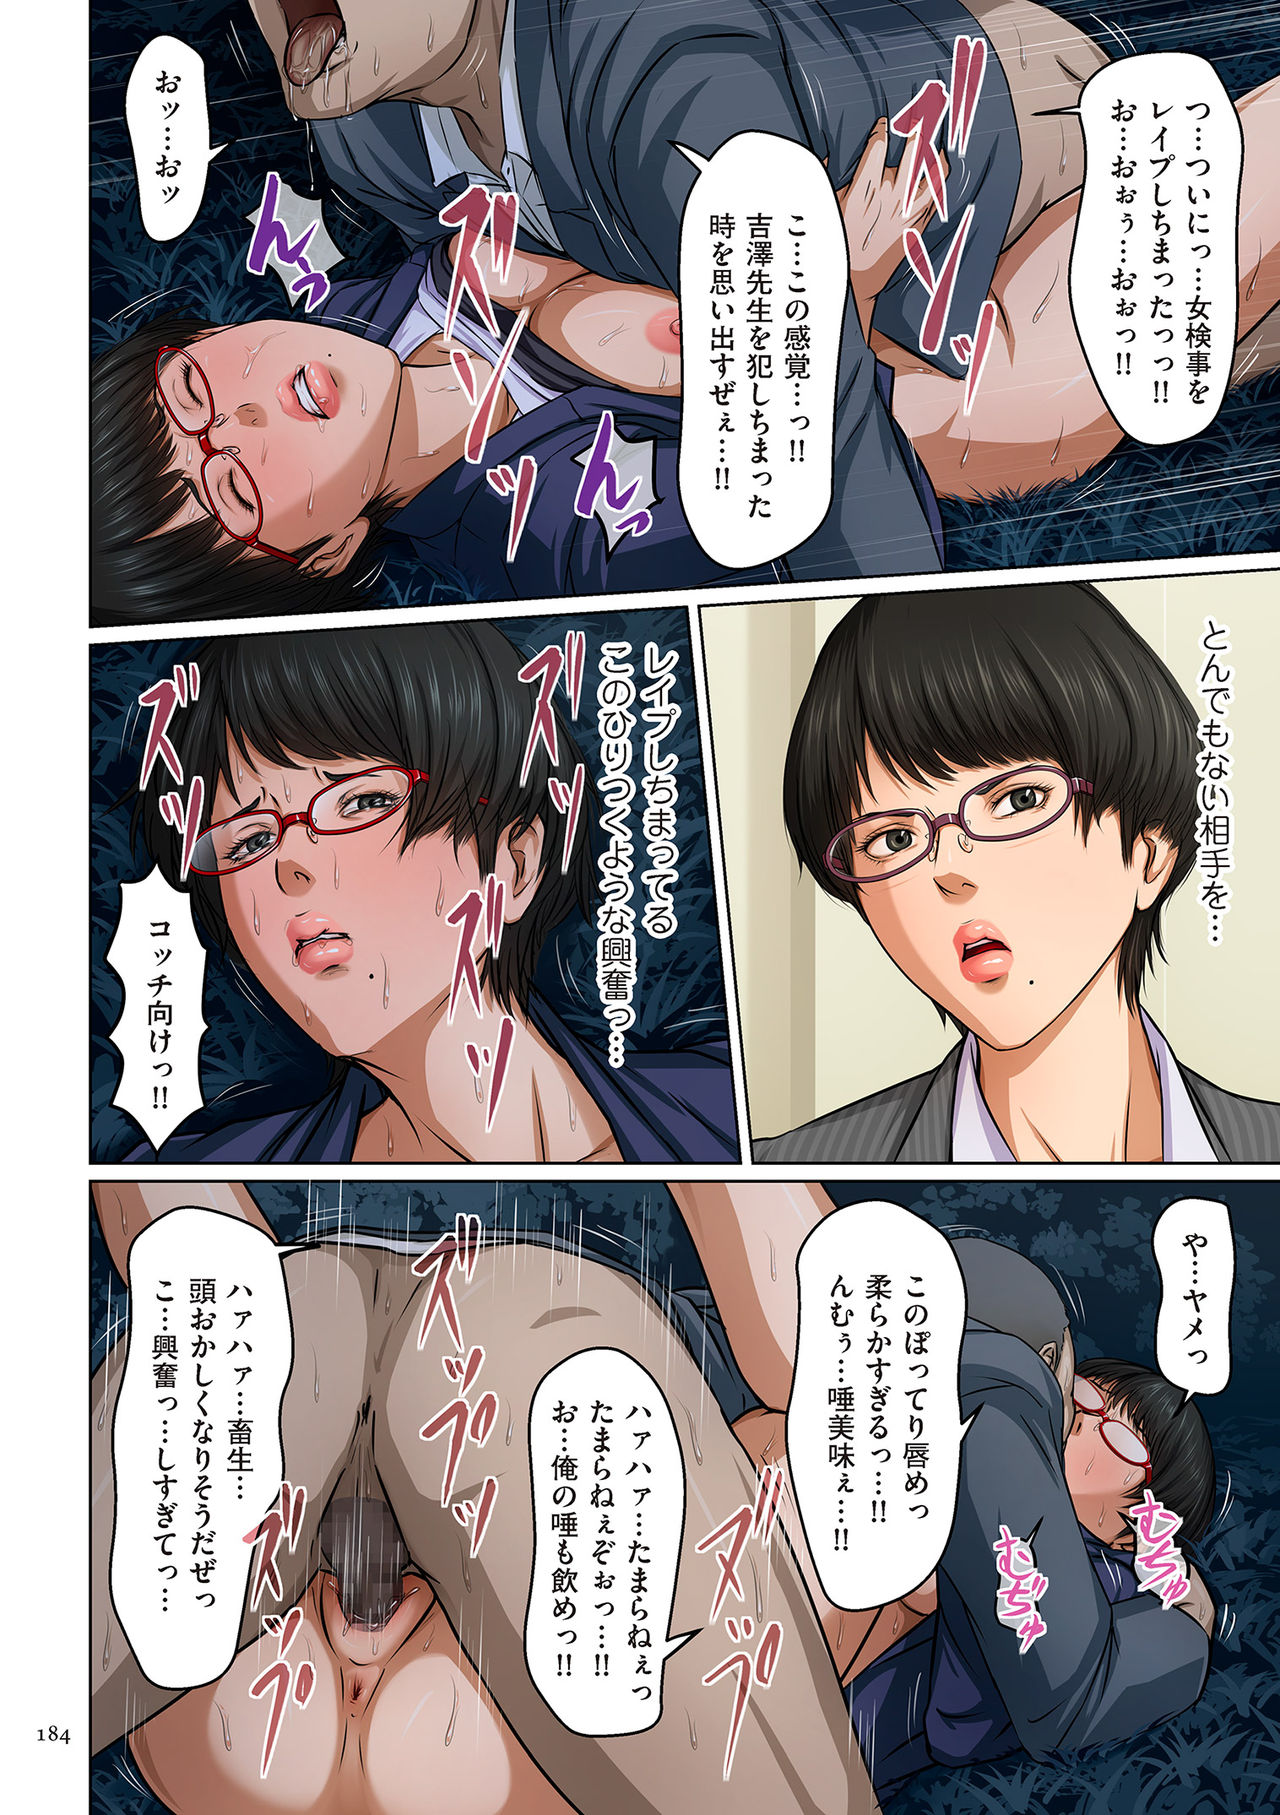 つ…ついにっ…女検事を
レイプしちまったっっ!!
お…おぉぅ…おぉっ!!
ズンッ
こ…この感覚…っ!!
吉澤先生を犯しちまった
時を思い出すぜぇ…!!
ズンッ
んっ
んっ
おッ…おッ
とんでもない相手を…
レイプしちまってる
このひりつくような興奮っ…
ズッ
ズッ
ズッ
コッチ向けっ!!
や…ヤメっ
このぽってり唇めっ
柔らかすぎるっ…!!
んむぅ…唾美味ぇ…!!
むちゅ
むぢゅ
ハァハァ…たまらねぇっ
たまらねぇぞぉっ…!!
お…俺の唾も飲めっ!!
ズップッ
ヌプッ
ハァハァ…畜生…
頭おかしくなりそうだぜっ
こ…興奮っ…しすぎてっ…
ズップ
184